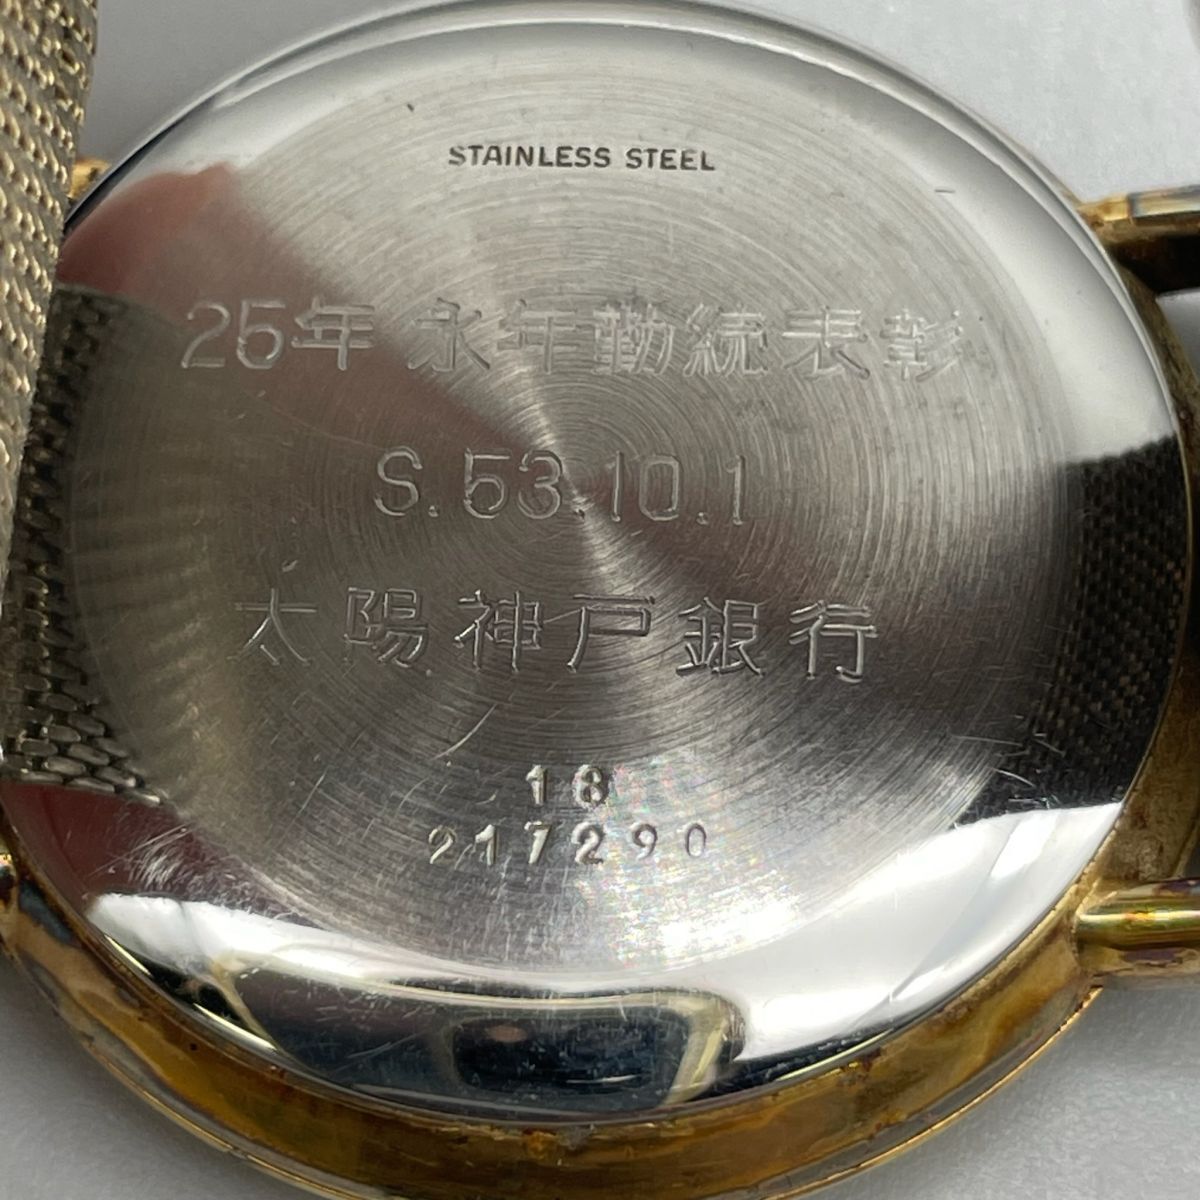 STAINLESS STEEL
25年 永年勤続表彰
S.53.10.1
太陽神戸銀行
18
217290